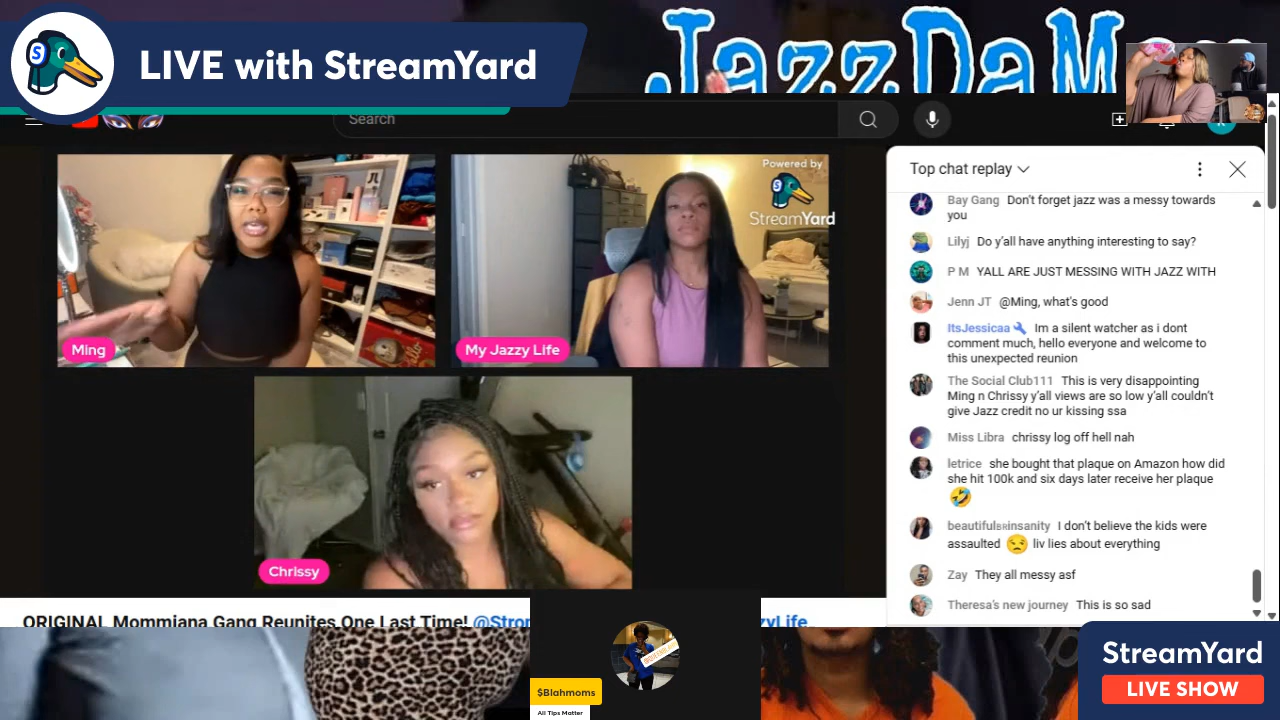 LIVE with StreamYard
JazzDaM
Search
Powered by
StreamYard
Ming
My Jazzy Life
Chrissy
Top chat replay
Bay Gang Don't forget jazz was a messy towards
you
Lilyj Do y'all have anything interesting to say?
P M YALL ARE JUST MESSING WITH JAZZ WITH
Jenn JT @Ming, what's good
ItsJessicaa Im a silent watcher as i dont
comment much, hello everyone and welcome to
this unexpected reunion
The Social Club111 This is very disappointing
Ming n Chrissy y'all views are so low y'all couldn't
give Jazz credit no ur kissing ssa
Miss Libra chrissy log off hell nah
letrice she bought that plaque on Amazon how did
she hit 100k and six days later receive her plaque
🤣
beautifulꜱʀinsanity I don't believe the kids were
assaulted 😒 liv lies about everything
Zay They all messy asf
Theresa's new journey This is so sad
ORIGINAL Mommiana Gang Reunites One Last Time! @Stron
zyLife
$Blahmoms
All Tips Matter
StreamYard
LIVE SHOW